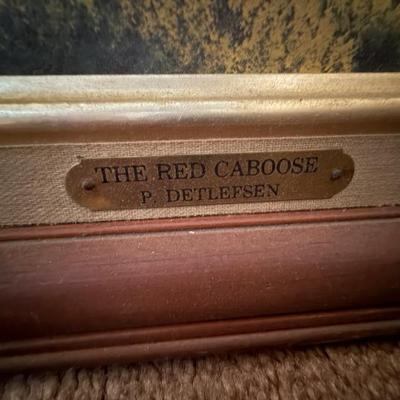 THE RED CABOOSE
P. DETLEFSEN